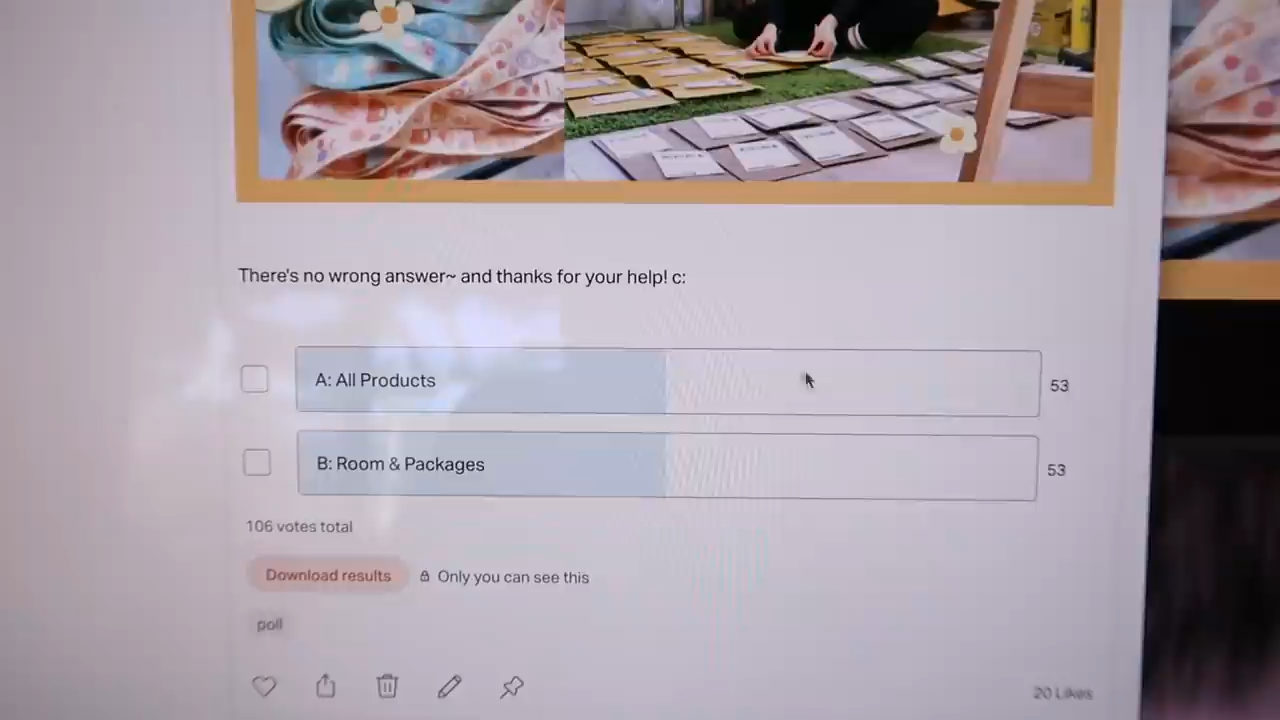 There's no wrong answer~ and thanks for your help! c:
A: All Products
53
B: Room & Packages
53
106 votes total
Download results
Only you can see this
poll
20 Likes